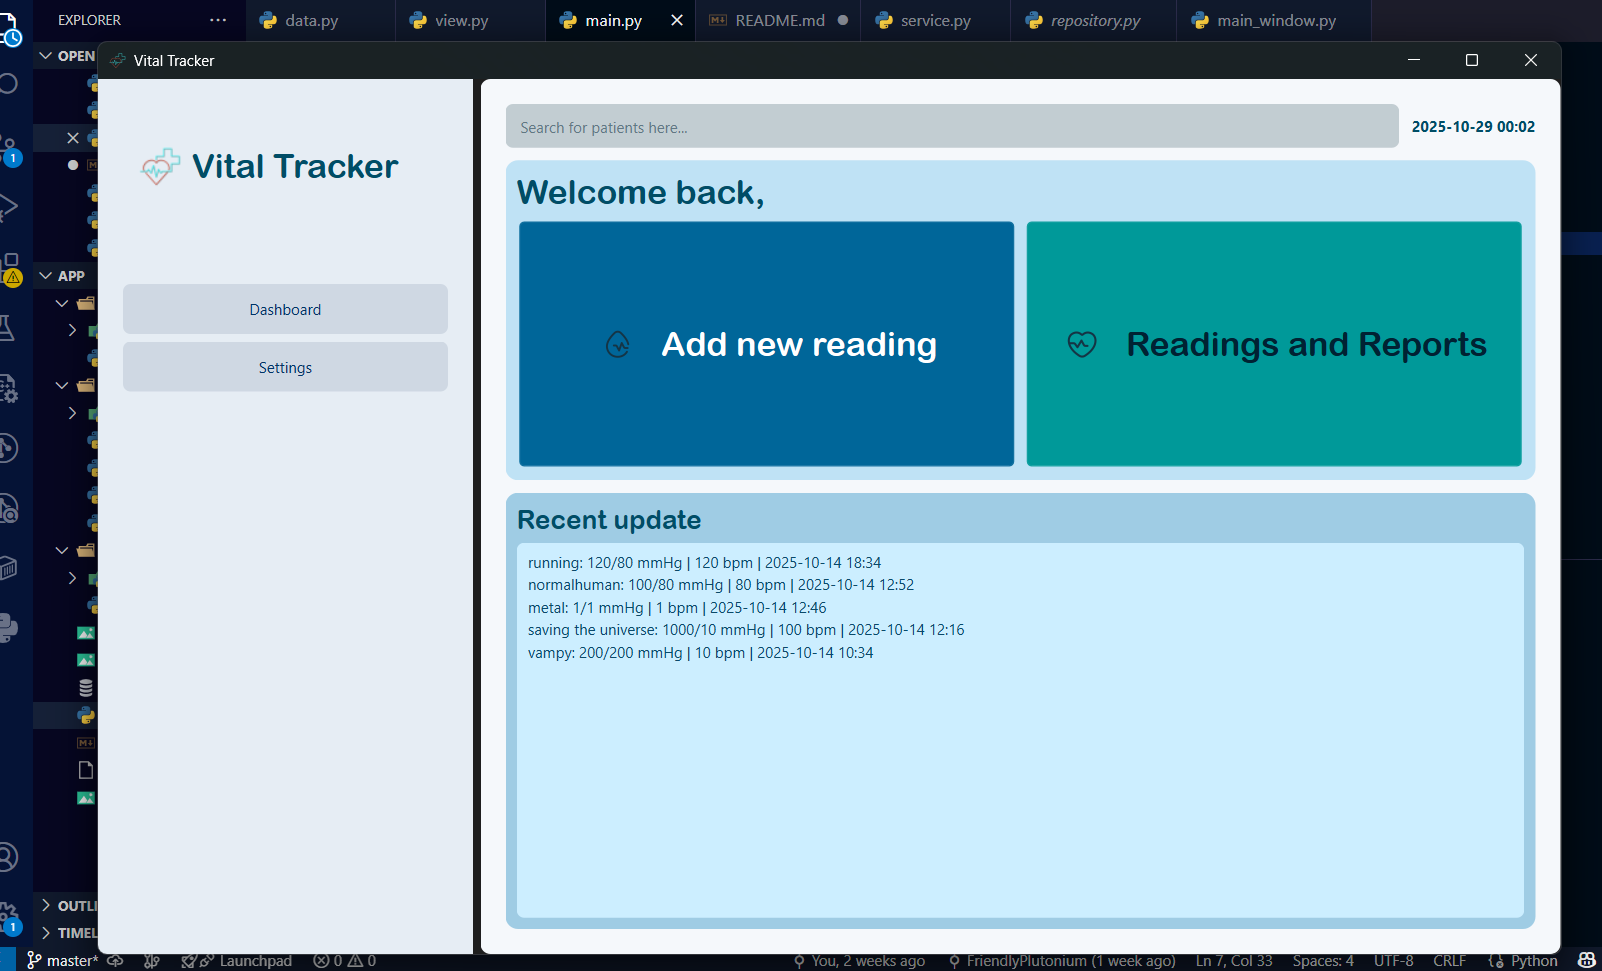 EXPLORER
data.py
view.py
main.py
README.md
service.py
repository.py
main_window.py
OPEN
Vital Tracker
Vital Tracker
Search for patients here...
2025-10-29 00:02
Welcome back,
Add new reading
Readings and Reports
Dashboard
Settings
Recent update
running: 120/80 mmHg | 120 bpm | 2025-10-14 18:34
normalhuman: 100/80 mmHg | 80 bpm | 2025-10-14 12:52
metal: 1/1 mmHg | 1 bpm | 2025-10-14 12:46
saving the universe: 1000/10 mmHg | 100 bpm | 2025-10-14 12:16
vampy: 200/200 mmHg | 10 bpm | 2025-10-14 10:34
1
APP
OUTLI
1
TIMEL
master*
Launchpad
0
0
You, 2 weeks ago
FriendlyPlutonium (1 week ago)
Ln 7, Col 33
Spaces: 4
UTF-8
CRLF
Python